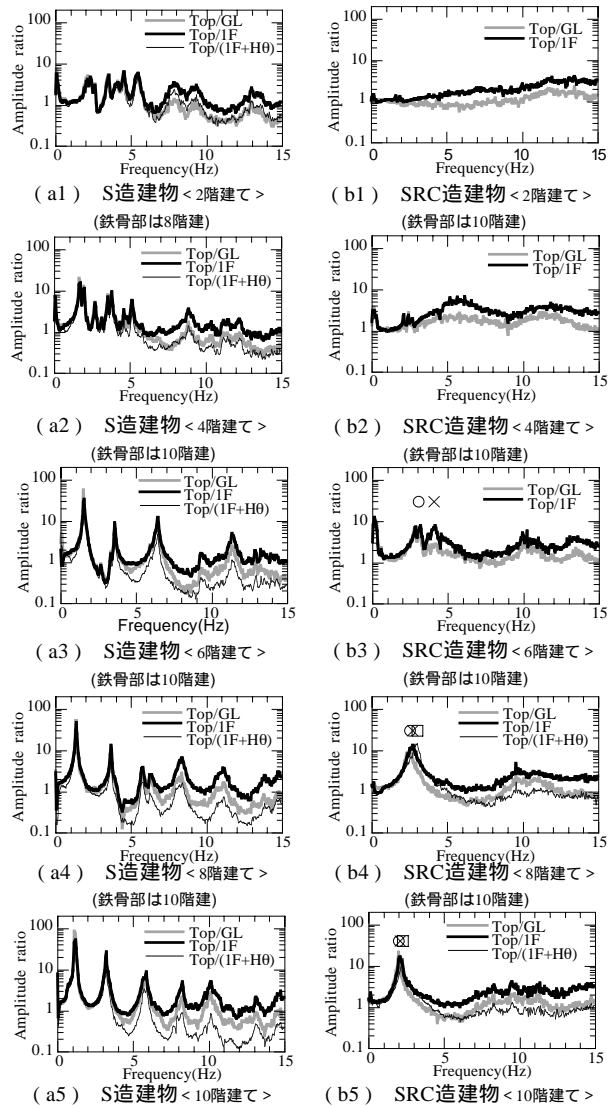 Amplitude ratio
100
10
1
0.1
Top/GL
Top/1F
Top/(1F+Hθ)
0 5 10 15
Frequency(Hz)
( a1 ) S造建物 < 2階建て >
(鉄骨部は8階建)
Amplitude ratio
100
10
1
0.1
Top/GL
Top/1F
0 5 10 15
Frequency(Hz)
( b1 ) SRC造建物 < 2階建て >
(鉄骨部は10階建)
Amplitude ratio
100
10
1
0.1
Top/GL
Top/1F
Top/(1F+Hθ)
0 5 10 15
Frequency(Hz)
( a2 ) S造建物 < 4階建て >
(鉄骨部は10階建)
Amplitude ratio
100
10
1
0.1
Top/GL
Top/1F
0 5 10 15
Frequency(Hz)
( b2 ) SRC造建物 < 4階建て >
(鉄骨部は10階建)
Amplitude ratio
100
10
1
0.1
Top/GL
Top/1F
Top/(1F+Hθ)
0 5 10 15
Frequency(Hz)
( a3 ) S造建物 < 6階建て >
(鉄骨部は10階建)
Amplitude ratio
100
10
1
0.1
Top/GL
Top/1F
0 5 10 15
Frequency(Hz)
( b3 ) SRC造建物 < 6階建て >
(鉄骨部は10階建)
Amplitude ratio
100
10
1
0.1
Top/GL
Top/1F
Top/(1F+Hθ)
0 5 10 15
Frequency(Hz)
( a4 ) S造建物 < 8階建て >
(鉄骨部は10階建)
Amplitude ratio
100
10
1
0.1
Top/GL
Top/1F
Top/(1F+Hθ)
0 5 10 15
Frequency(Hz)
( b4 ) SRC造建物 < 8階建て >
(鉄骨部は10階建)
Amplitude ratio
100
10
1
0.1
Top/GL
Top/1F
Top/(1F+Hθ)
0 5 10 15
Frequency(Hz)
( a5 ) S造建物 < 10階建て >
Amplitude ratio
100
10
1
0.1
Top/GL
Top/1F
Top/(1F+Hθ)
0 5 10 15
Frequency(Hz)
( b5 ) SRC造建物 < 10階建て >